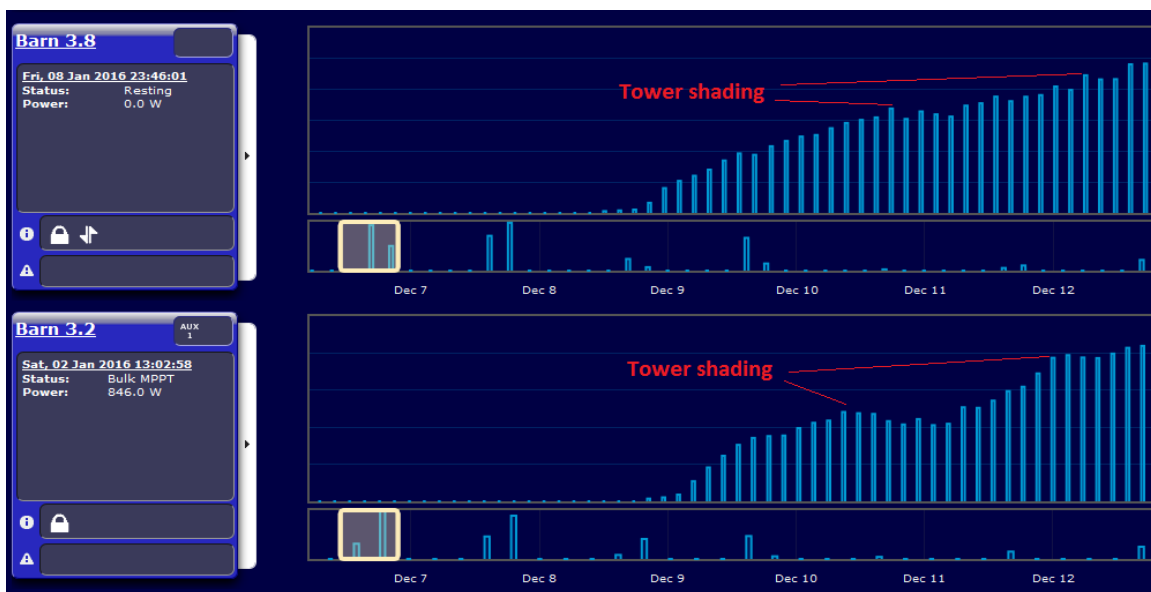 Barn 3.8
Fri, 08 Jan 2016 23:46:01
Status: Resting
Power: 0.0 W
Tower shading
Dec 7 Dec 8 Dec 9 Dec 10 Dec 11 Dec 12
Barn 3.2
AUX
1
Sat, 02 Jan 2016 13:02:58
Status: Bulk MPPT
Power: 846.0 W
Tower shading
Dec 7 Dec 8 Dec 9 Dec 10 Dec 11 Dec 12